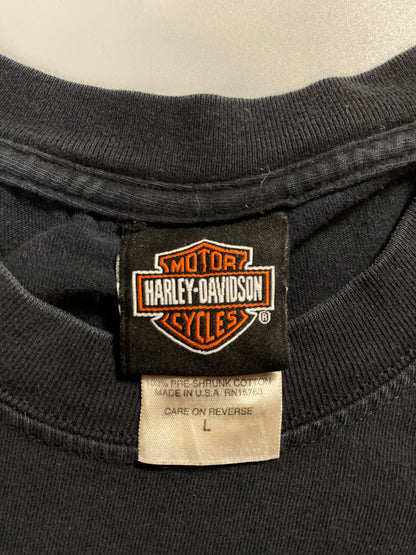 MOTOR
HARLEY-DAVIDSON
CYCLES
®
100% PRE-SHRUNK COTTON
MADE IN U.S.A. RN15763
CARE ON REVERSE
L